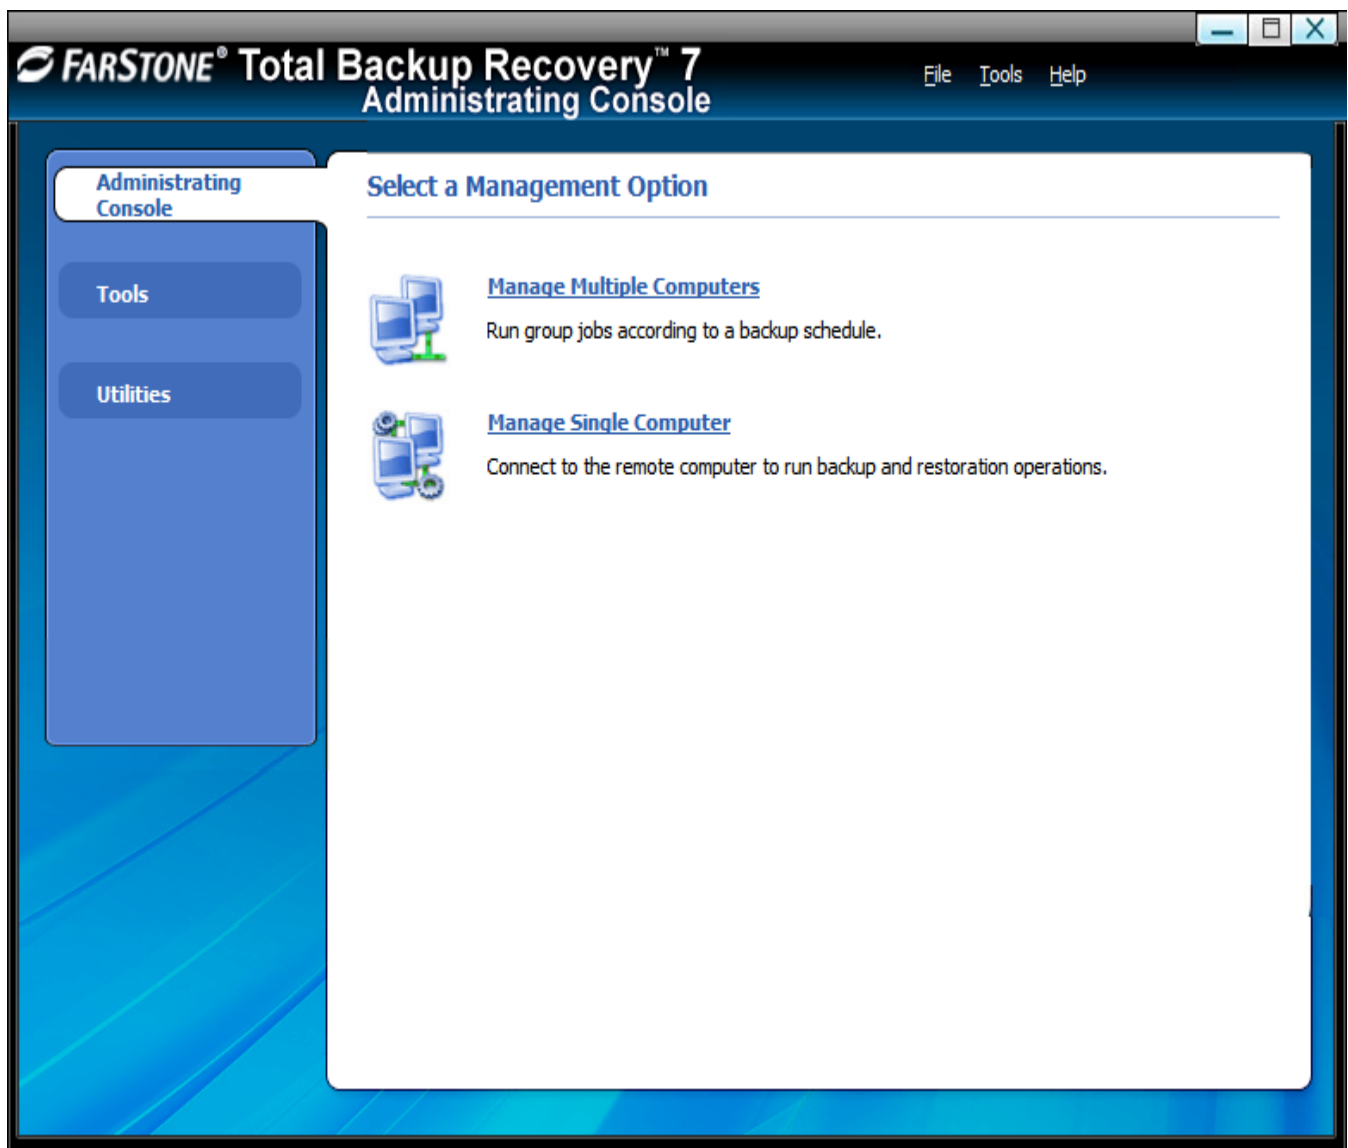 FARSTONE® Total Backup Recovery™ 7
Administrating Console
File Tools Help
Administrating
Console
Tools
Utilities
Select a Management Option
Manage Multiple Computers
Run group jobs according to a backup schedule.
Manage Single Computer
Connect to the remote computer to run backup and restoration operations.